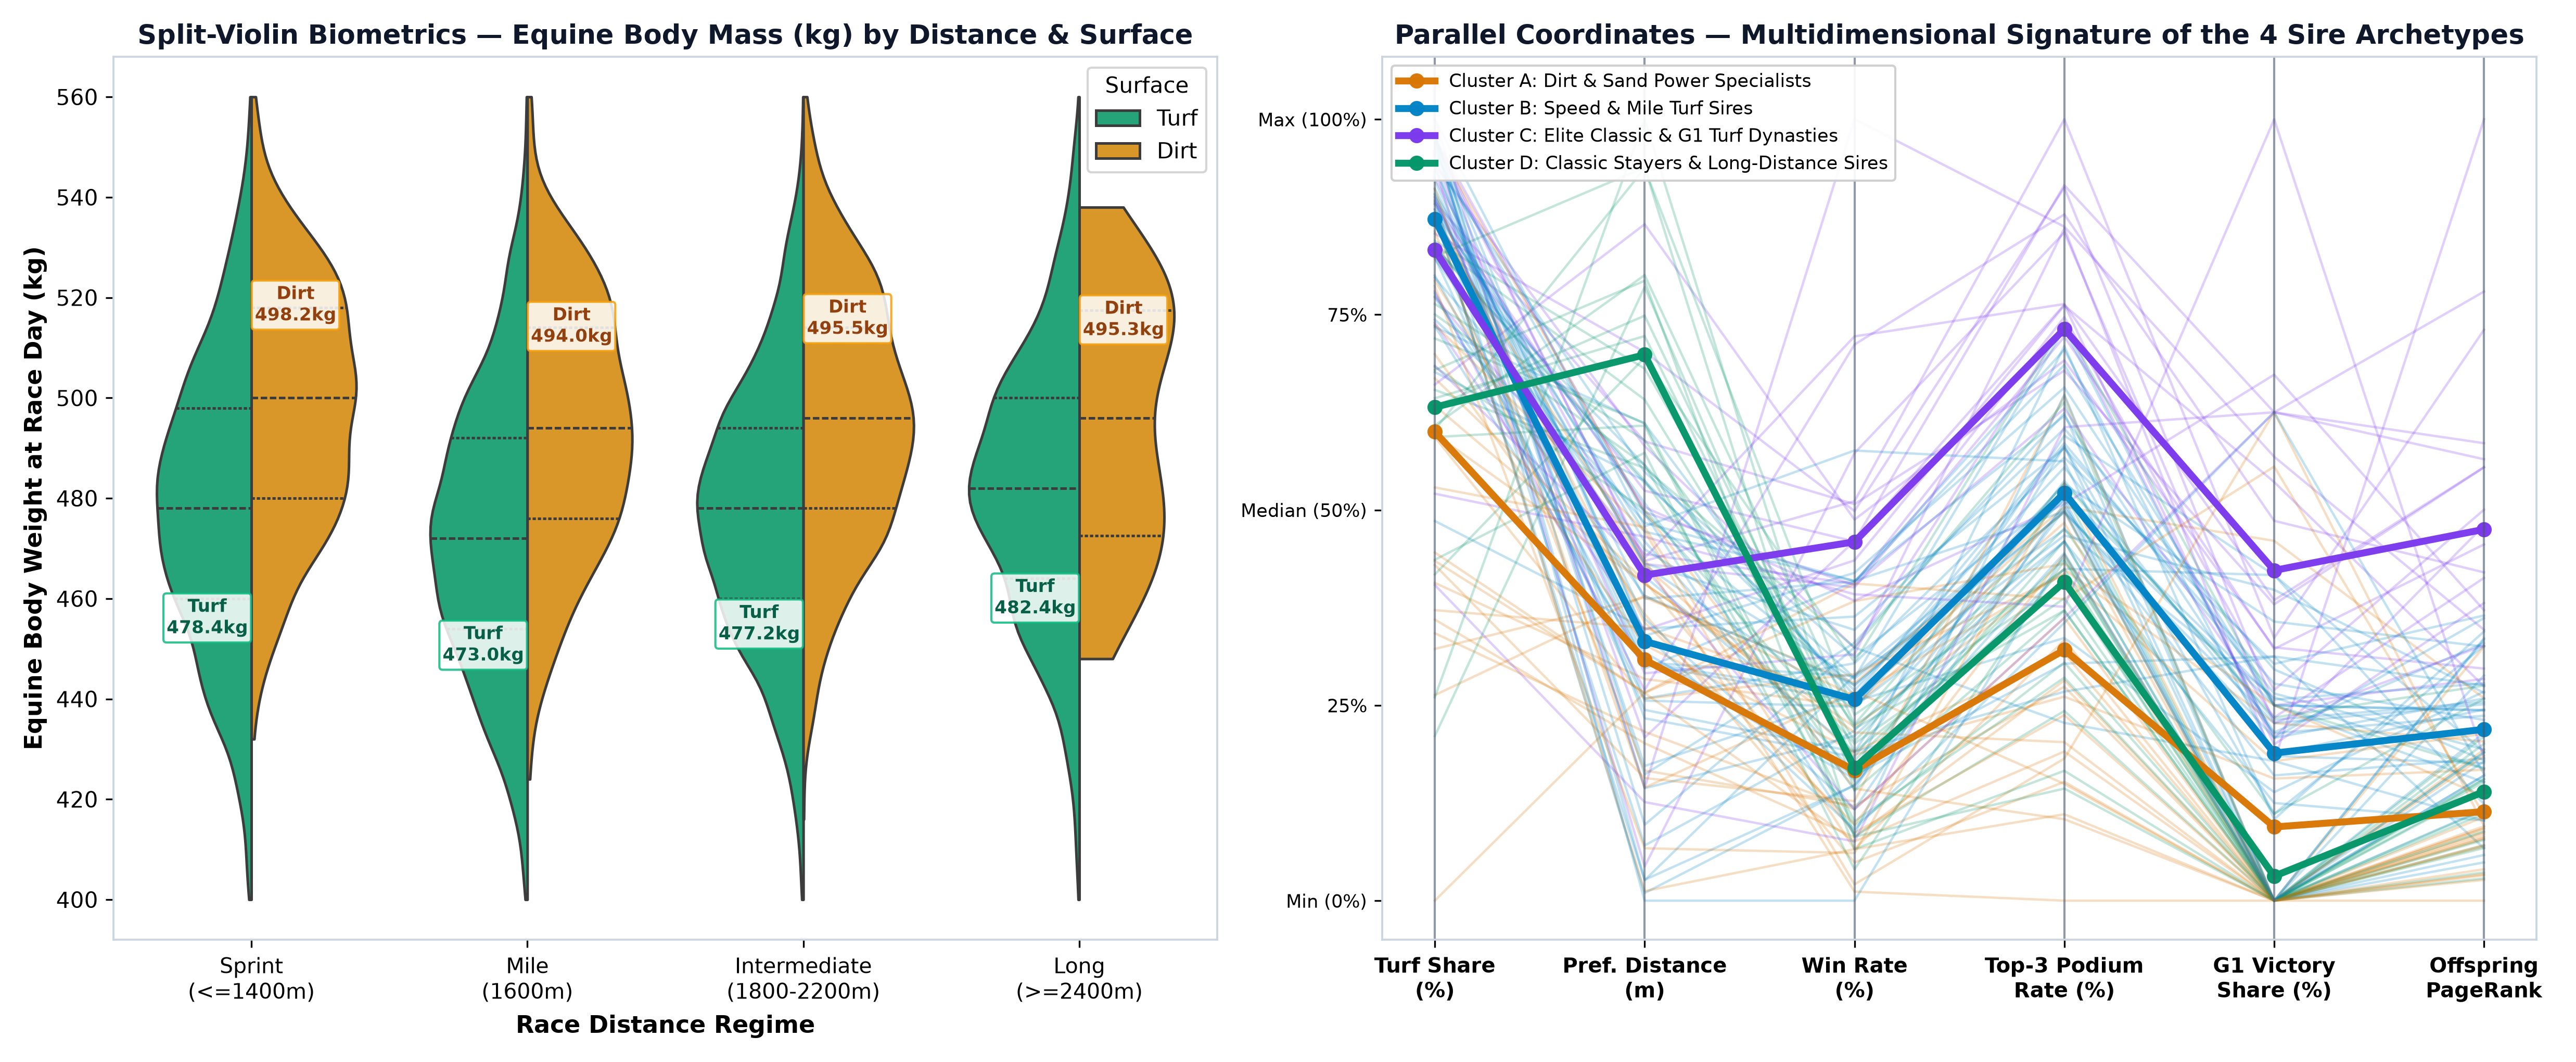 Split-Violin Biometrics — Equine Body Mass (kg) by Distance & Surface
Equine Body Weight at Race Day (kg)
560
540
520
500
480
460
440
420
400
Surface
Turf
Dirt
Dirt
498.2kg
Dirt
494.0kg
Dirt
495.5kg
Dirt
495.3kg
Turf
478.4kg
Turf
473.0kg
Turf
477.2kg
Turf
482.4kg
Sprint
(<=1400m)
Mile
(1600m)
Intermediate
(1800-2200m)
Long
(>=2400m)
Race Distance Regime
Parallel Coordinates — Multidimensional Signature of the 4 Sire Archetypes
Cluster A: Dirt & Sand Power Specialists
Cluster B: Speed & Mile Turf Sires
Cluster C: Elite Classic & G1 Turf Dynasties
Cluster D: Classic Stayers & Long-Distance Sires
Max (100%)
75%
Median (50%)
25%
Min (0%)
Turf Share
(%)
Pref. Distance
(m)
Win Rate
(%)
Top-3 Podium
Rate (%)
G1 Victory
Share (%)
Offspring
PageRank